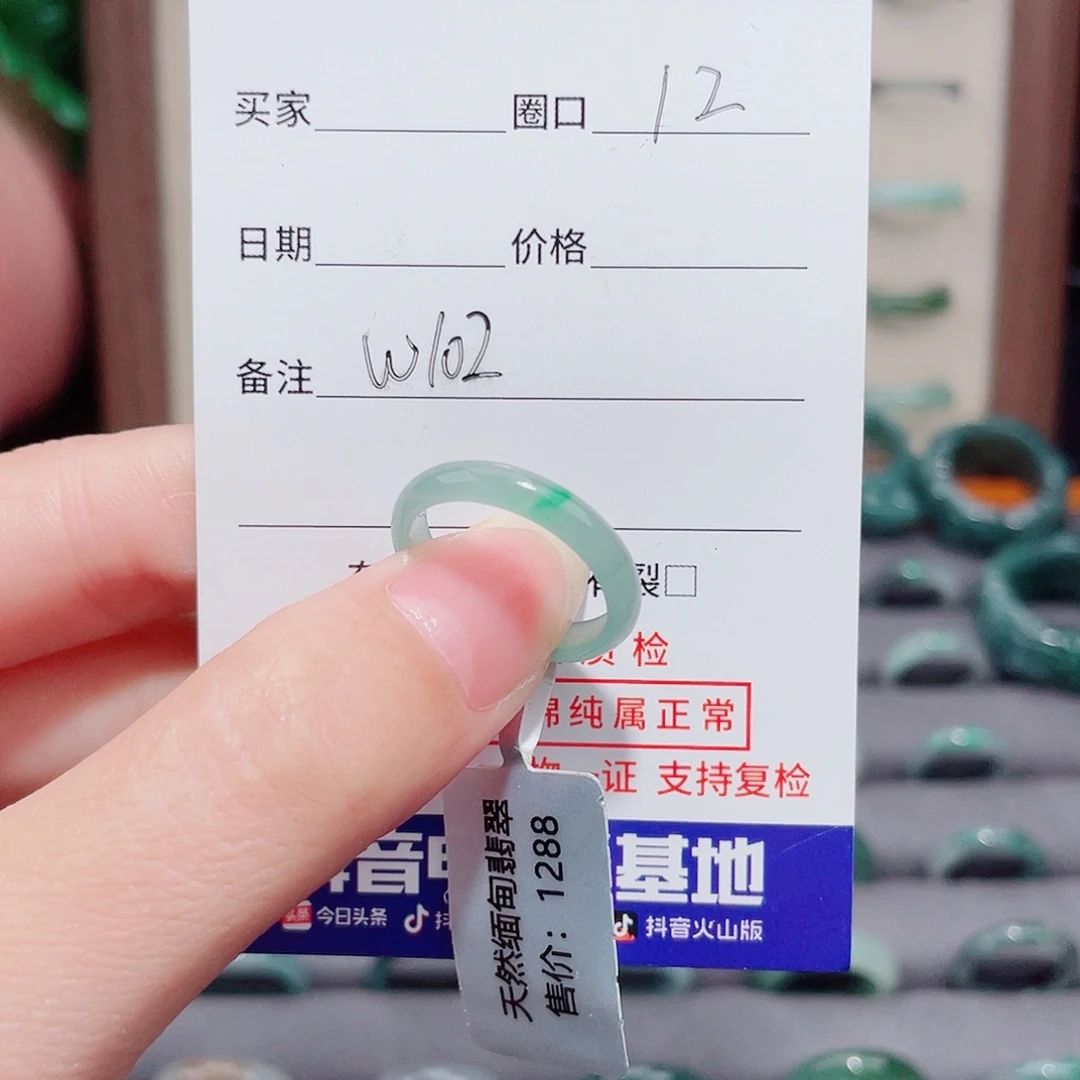 买家 圈口 12
日期 价格
备注 W102
裂
检
纯属正常
证 支持复检
音 基地
今日头条 抖音火山版
天然缅甸翡翠
售价：1288